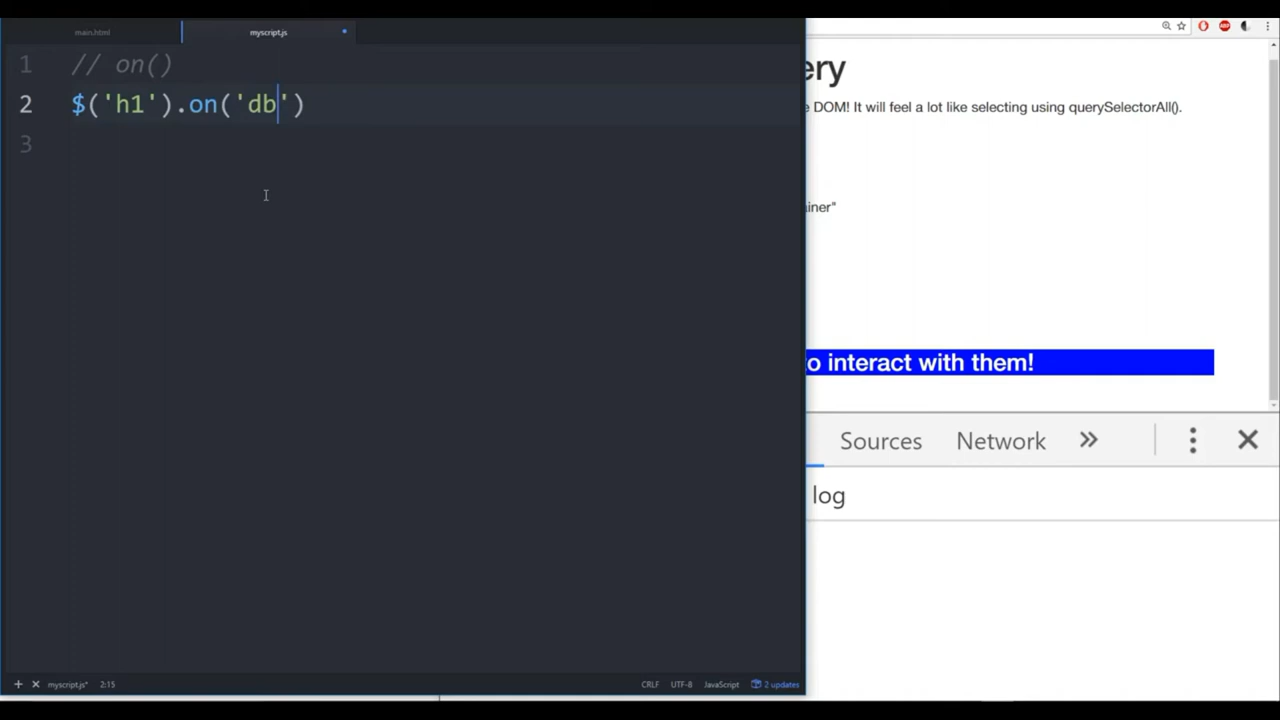 main.html
myscript.js
1 // on()
2 $('h1').on('db')
3
ery
e DOM! It will feel a lot like selecting using querySelectorAll().
ainer"
o interact with them!
Sources Network »
log
+ × myscript.js* 2:15 CRLF UTF-8 JavaScript 2 updates